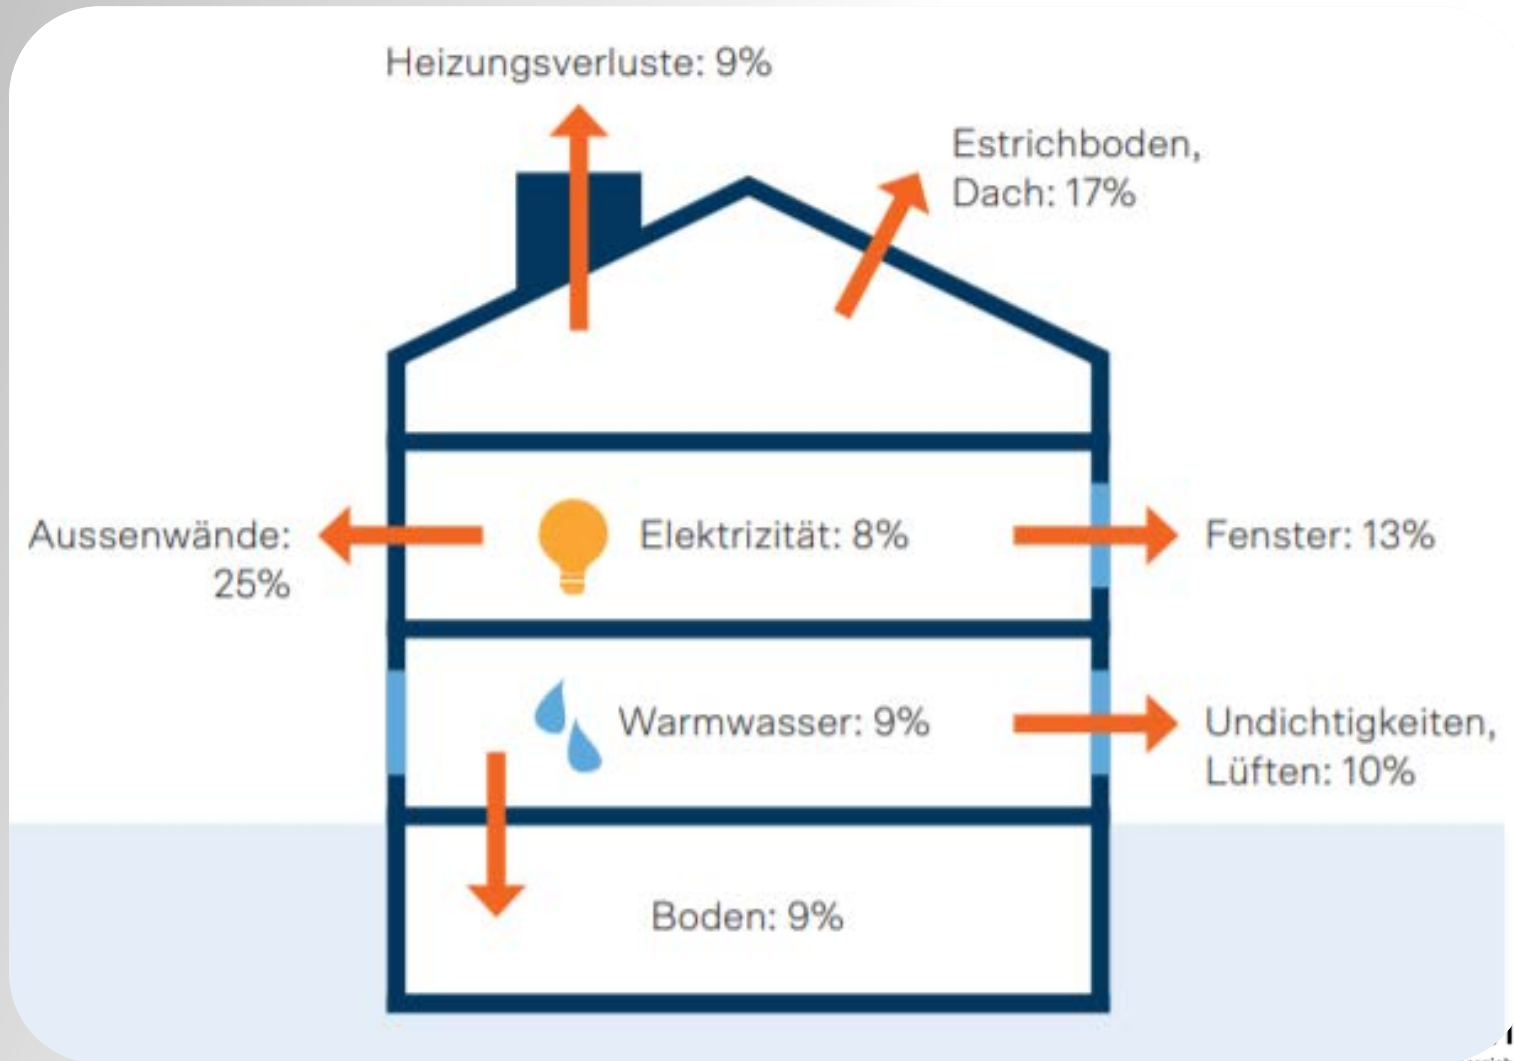 Heizungsverluste: 9%
Estrichboden,
Dach: 17%
Aussenwände:
25%
Elektrizität: 8%
Fenster: 13%
Warmwasser: 9%
Undichtigkeiten,
Lüften: 10%
Boden: 9%